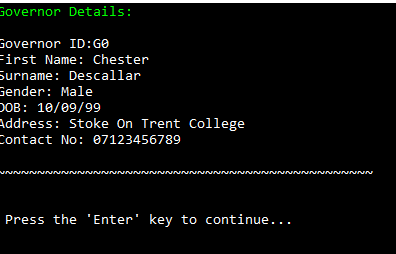 Governor Details:
Governor ID:G0
First Name: Chester
Surname: Descallar
Gender: Male
DOB: 10/09/99
Address: Stoke On Trent College
Contact No: 07123456789
~~~~~~~~~~~~~~~~~~~~~~~~~~~~~~~~~~~~~~~~~~~~~~~
Press the 'Enter' key to continue...